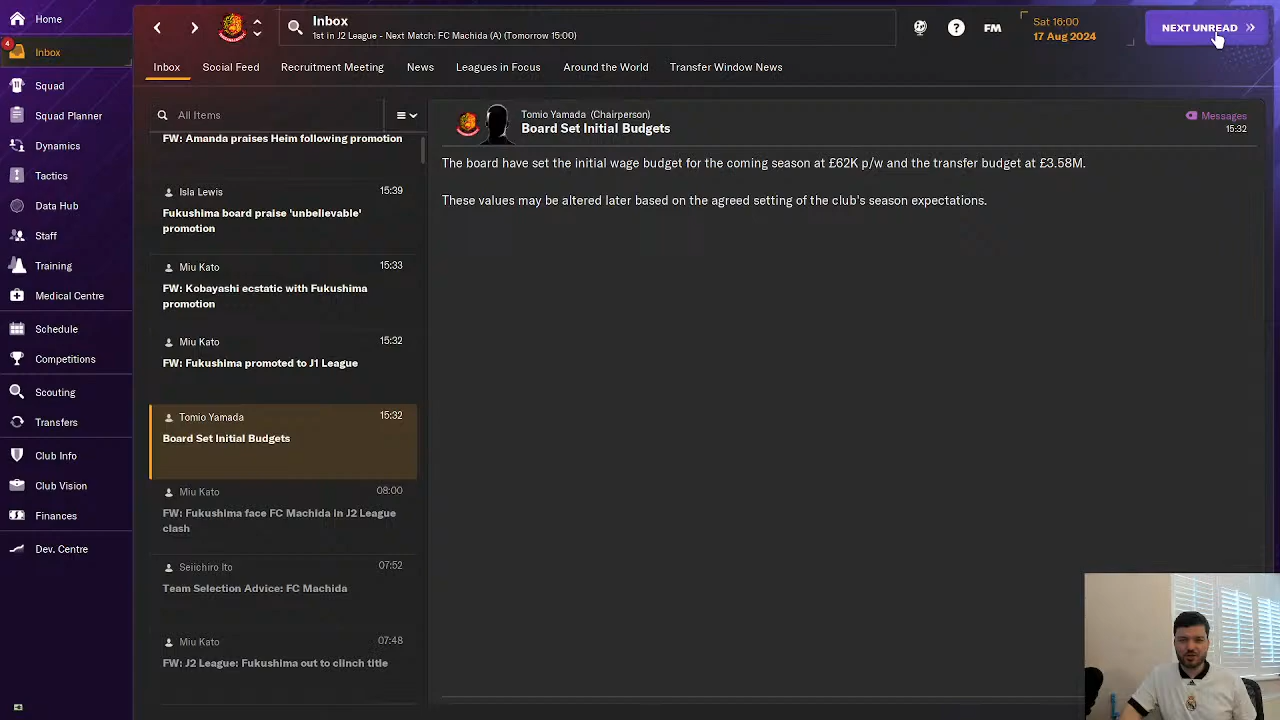 Home
4
Inbox
Squad
Squad Planner
Dynamics
Tactics
Data Hub
Staff
Training
Medical Centre
Schedule
Competitions
Scouting
Transfers
Club Info
Club Vision
Finances
Dev. Centre
Inbox
1st in J2 League - Next Match: FC Machida (A) (Tomorrow 15:00)
?
FM
Sat 16:00
17 Aug 2024
NEXT UNREAD
Inbox
Social Feed
Recruitment Meeting
News
Leagues in Focus
Around the World
Transfer Window News
All Items
FW: Amanda praises Heim following promotion
Isla Lewis 15:39
Fukushima board praise 'unbelievable'
promotion
Miu Kato 15:33
FW: Kobayashi ecstatic with Fukushima
promotion
Miu Kato 15:32
FW: Fukushima promoted to J1 League
Tomio Yamada 15:32
Board Set Initial Budgets
Miu Kato 08:00
FW: Fukushima face FC Machida in J2 League
clash
Seiichiro Ito 07:52
Team Selection Advice: FC Machida
Miu Kato 07:48
FW: J2 League: Fukushima out to clinch title
Tomio Yamada (Chairperson)
Board Set Initial Budgets
Messages
15:32
The board have set the initial wage budget for the coming season at £62K p/w and the transfer budget at £3.58M.
These values may be altered later based on the agreed setting of the club's season expectations.